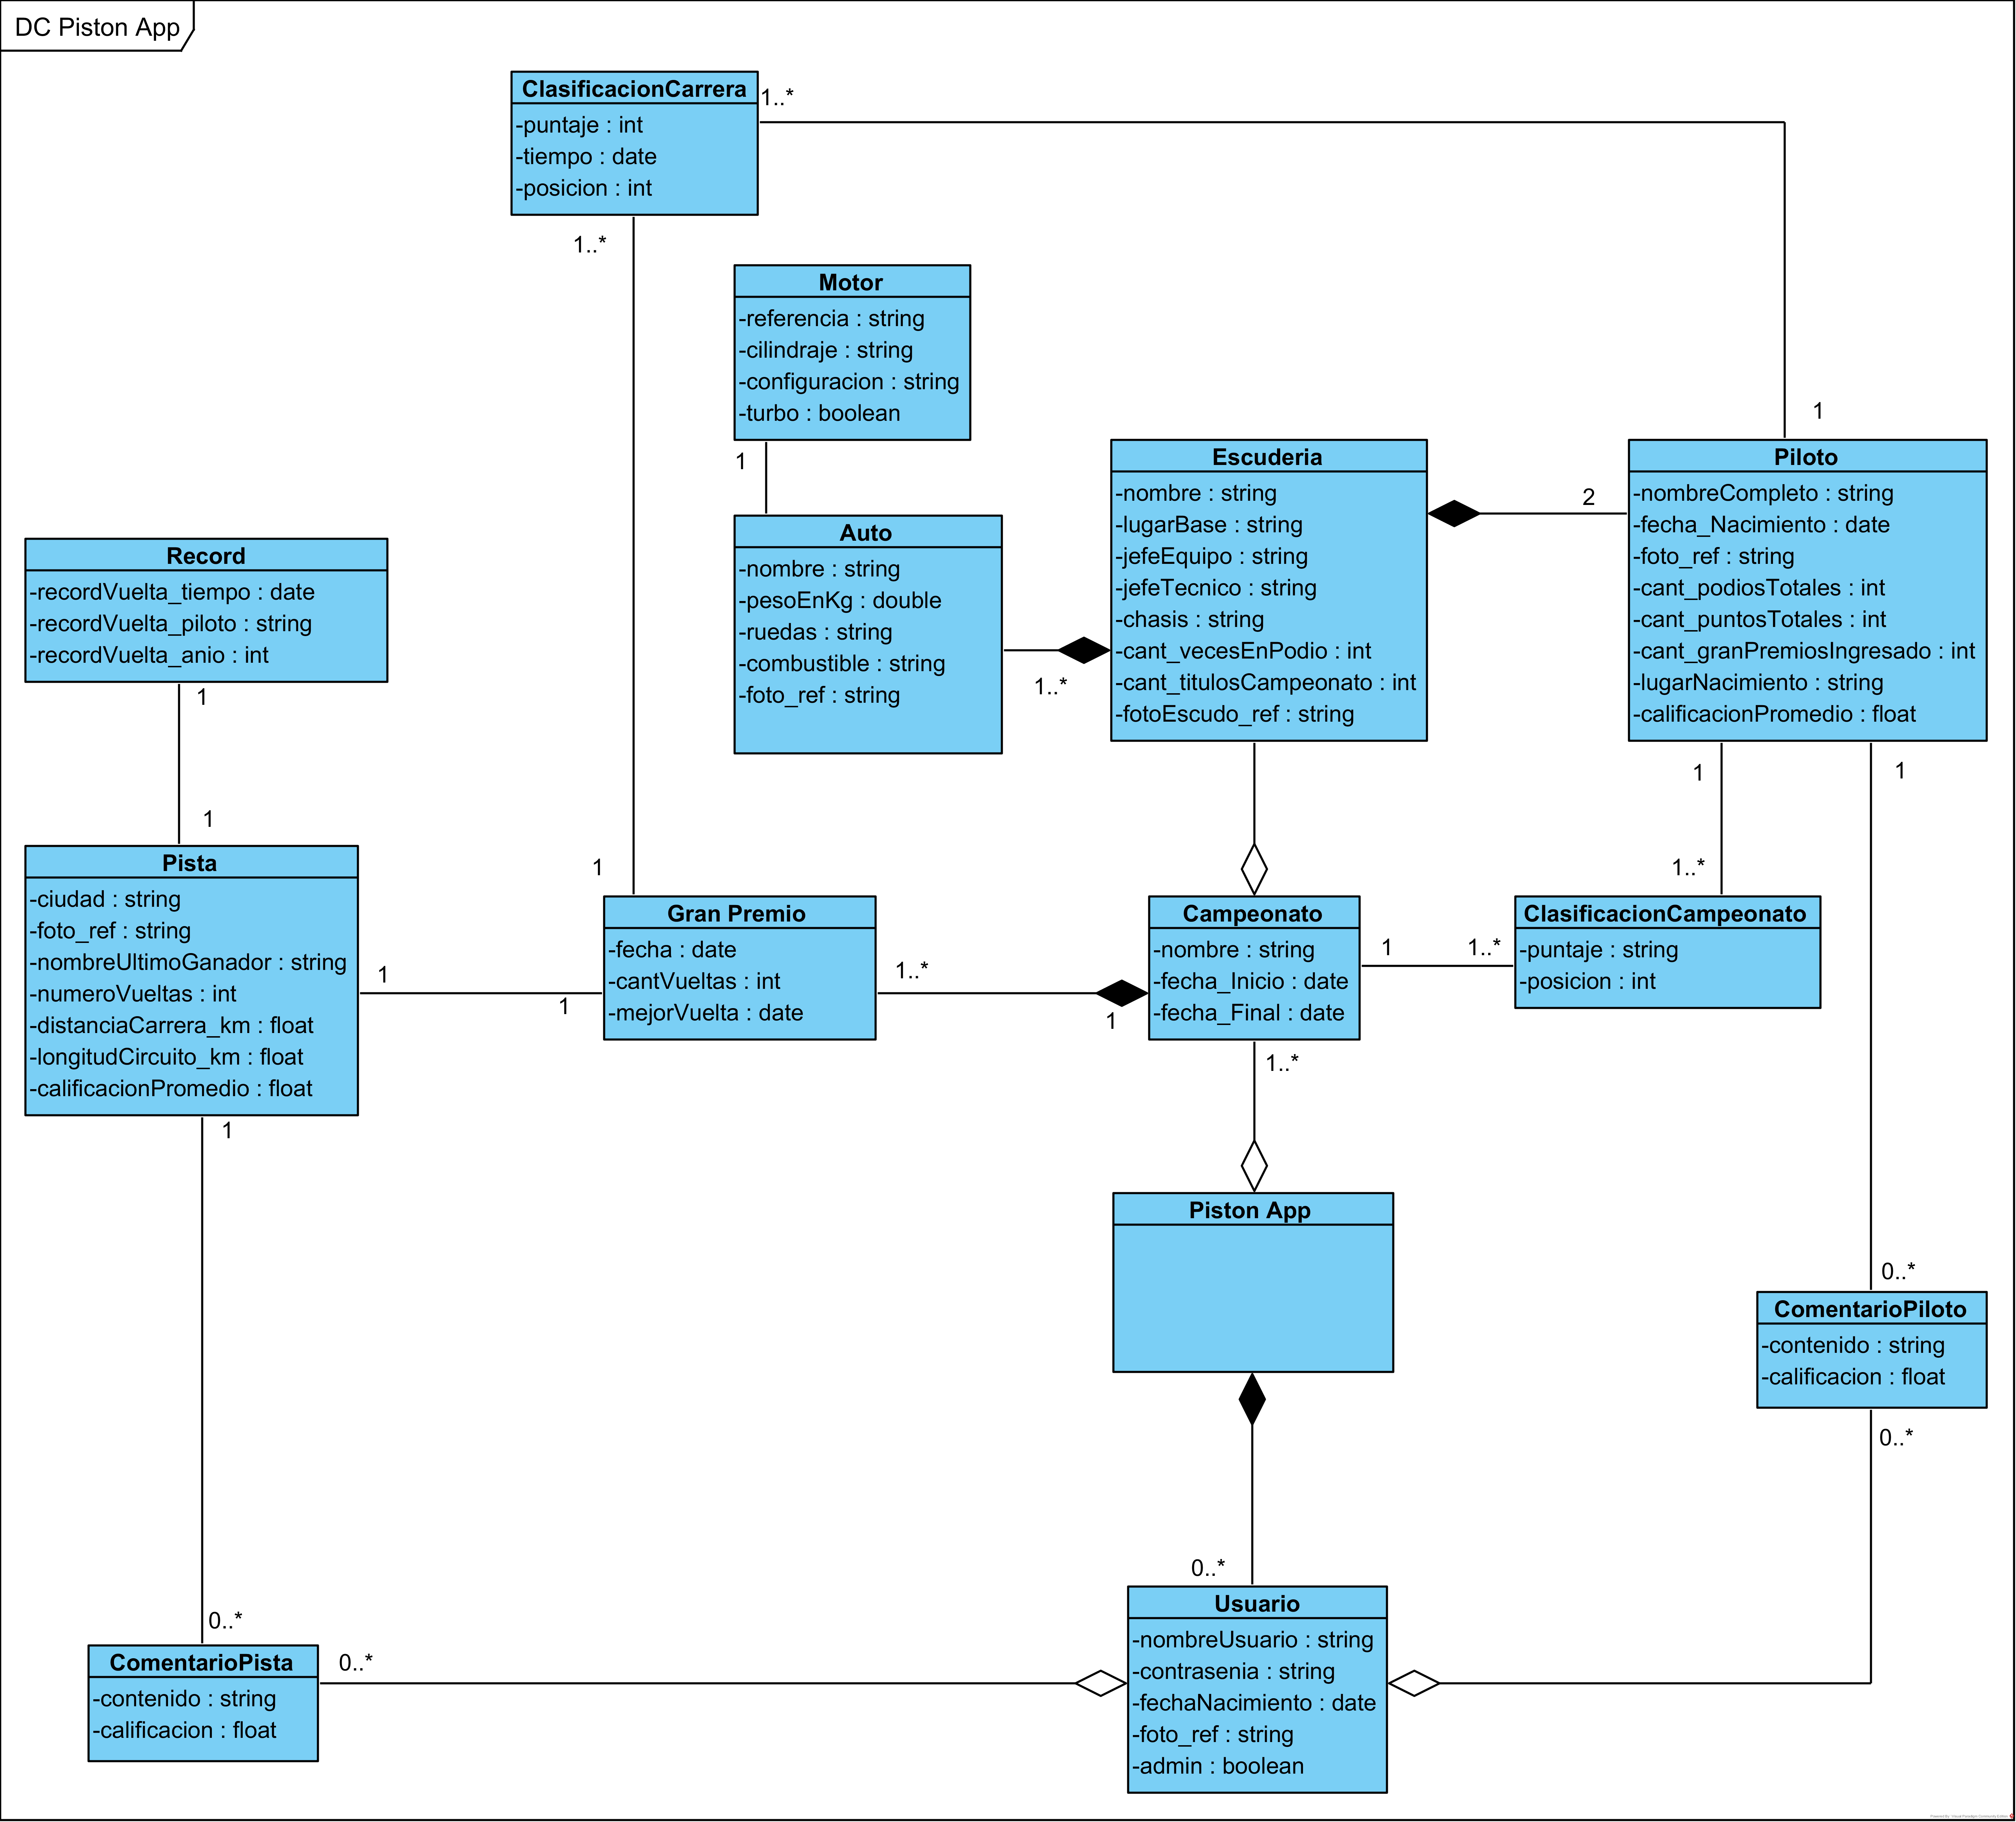 DC Piston App
ClasificacionCarrera
-puntaje : int
-tiempo : date
-posicion : int
1..*
1..*
Motor
-referencia : string
-cilindraje : string
-configuracion : string
-turbo : boolean
1
1
Escuderia
-nombre : string
-lugarBase : string
-jefeEquipo : string
-jefeTecnico : string
-chasis : string
-cant_vecesEnPodio : int
-cant_titulosCampeonato : int
-fotoEscudo_ref : string
2
Piloto
-nombreCompleto : string
-fecha_Nacimiento : date
-foto_ref : string
-cant_podiosTotales : int
-cant_puntosTotales : int
-cant_granPremiosIngresado : int
-lugarNacimiento : string
-calificacionPromedio : float
Auto
-nombre : string
-pesoEnKg : double
-ruedas : string
-combustible : string
-foto_ref : string
1..*
Record
-recordVuelta_tiempo : date
-recordVuelta_piloto : string
-recordVuelta_anio : int
1
1
1
1
Pista
-ciudad : string
-foto_ref : string
-nombreUltimoGanador : string
-numeroVueltas : int
-distanciaCarrera_km : float
-longitudCircuito_km : float
-calificacionPromedio : float
1
1
1
Gran Premio
-fecha : date
-cantVueltas : int
-mejorVuelta : date
1..*
1
Campeonato
-nombre : string
-fecha_Inicio : date
-fecha_Final : date
1
1..*
1..*
ClasificacionCampeonato
-puntaje : string
-posicion : int
1..*
1
Piston App
0..*
ComentarioPiloto
-contenido : string
-calificacion : float
0..*
0..*
Usuario
-nombreUsuario : string
-contrasenia : string
-fechaNacimiento : date
-foto_ref : string
-admin : boolean
0..*
ComentarioPista
-contenido : string
-calificacion : float
0..*